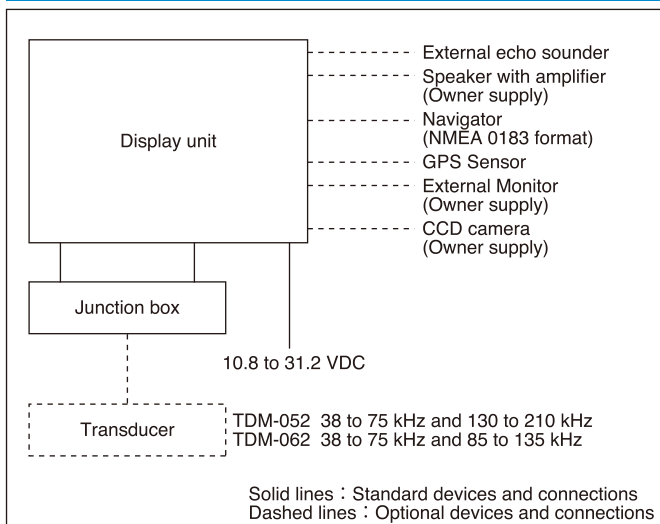 External echo sounder
Speaker with amplifier
(Owner supply)
Display unit
Navigator
(NMEA 0183 format)
GPS Sensor
External Monitor
(Owner supply)
CCD camera
(Owner supply)
Junction box
10.8 to 31.2 VDC
Transducer
TDM-052 38 to 75 kHz and 130 to 210 kHz
TDM-062 38 to 75 kHz and 85 to 135 kHz
Solid lines：Standard devices and connections
Dashed lines：Optional devices and connections